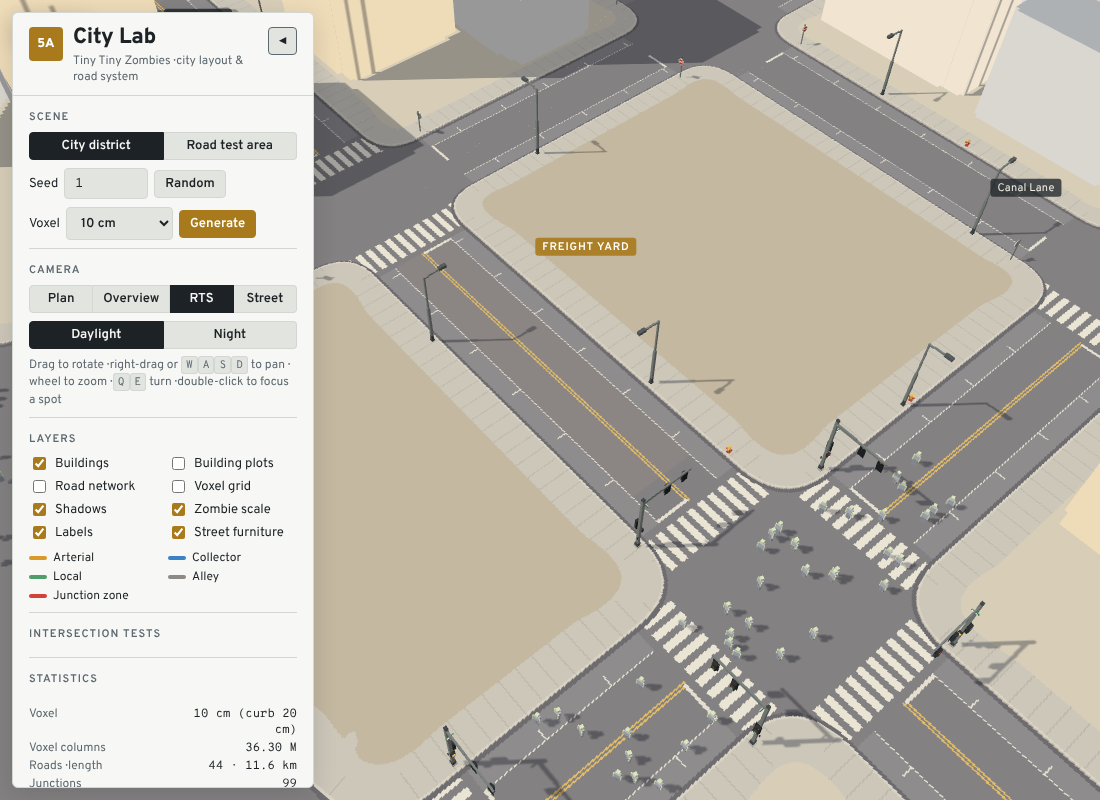 5A
City Lab
◄
Tiny Tiny Zombies · city layout &
road system
SCENE
City district
Road test area
Seed
1
Random
Voxel
10 cm
Generate
CAMERA
Plan
Overview
RTS
Street
Daylight
Night
Drag to rotate · right-drag or W A S D to pan ·
wheel to zoom · Q E turn · double-click to focus
a spot
LAYERS
Buildings
Building plots
Road network
Voxel grid
Shadows
Zombie scale
Labels
Street furniture
Arterial
Collector
Local
Alley
Junction zone
INTERSECTION TESTS
STATISTICS
Voxel
10 cm (curb 20
cm)
Voxel columns
36.30 M
Roads · length
44 · 11.6 km
Junctions
99
FREIGHT YARD
Canal Lane